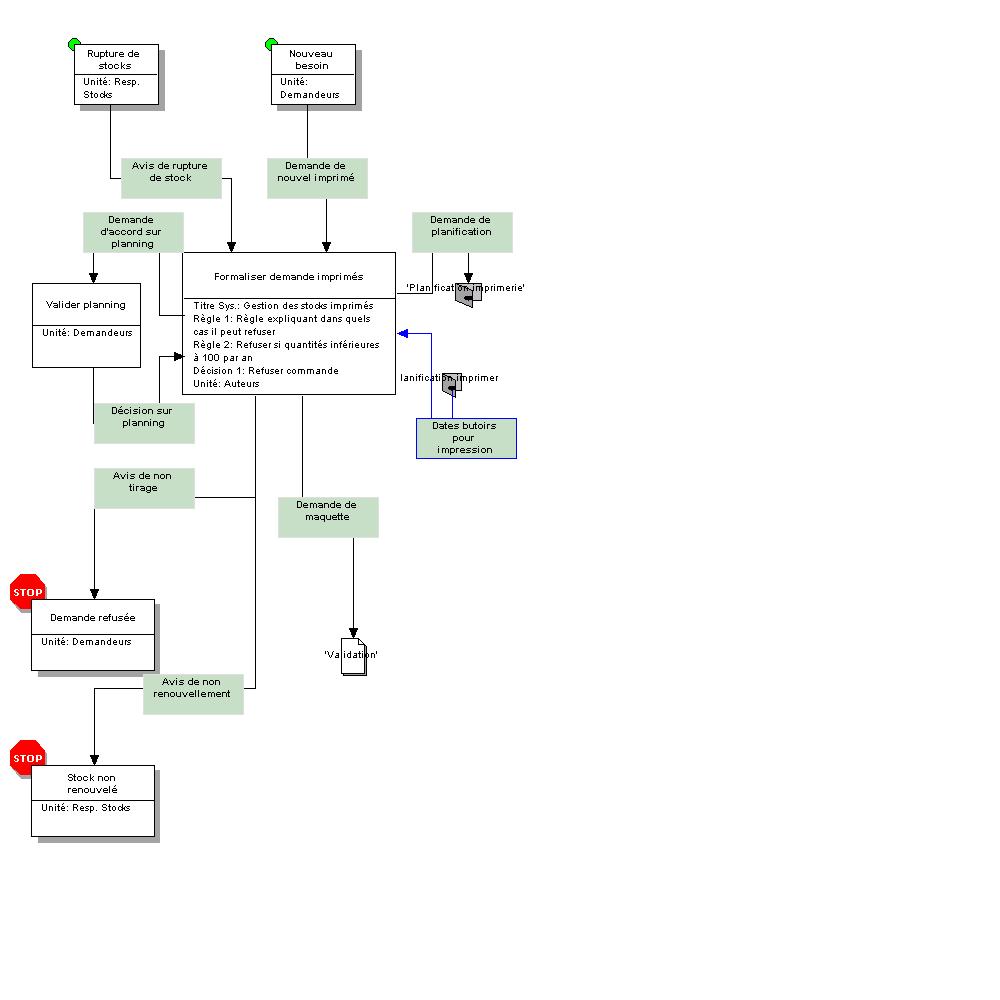 Rupture de
stocks
Unité: Resp.
Stocks
Nouveau
besoin
Unité:
Demandeurs
Avis de rupture
de stock
Demande de
nouvel imprimé
Demande
d'accord sur
planning
Demande de
planification
Formaliser demande imprimés
Titre Sys.: Gestion des stocks imprimés
Règle 1: Règle expliquant dans quels
cas il peut refuser
Règle 2: Refuser si quantités inférieures
à 100 par an
Décision 1: Refuser commande
Unité: Auteurs
'Planification imprimerie'
Valider planning
Unité: Demandeurs
lanification imprimer
Décision sur
planning
Dates butoirs
pour
impression
Avis de non
tirage
Demande de
maquette
STOP
Demande refusée
Unité: Demandeurs
'Validation'
Avis de non
renouvellement
STOP
Stock non
renouvelé
Unité: Resp. Stocks